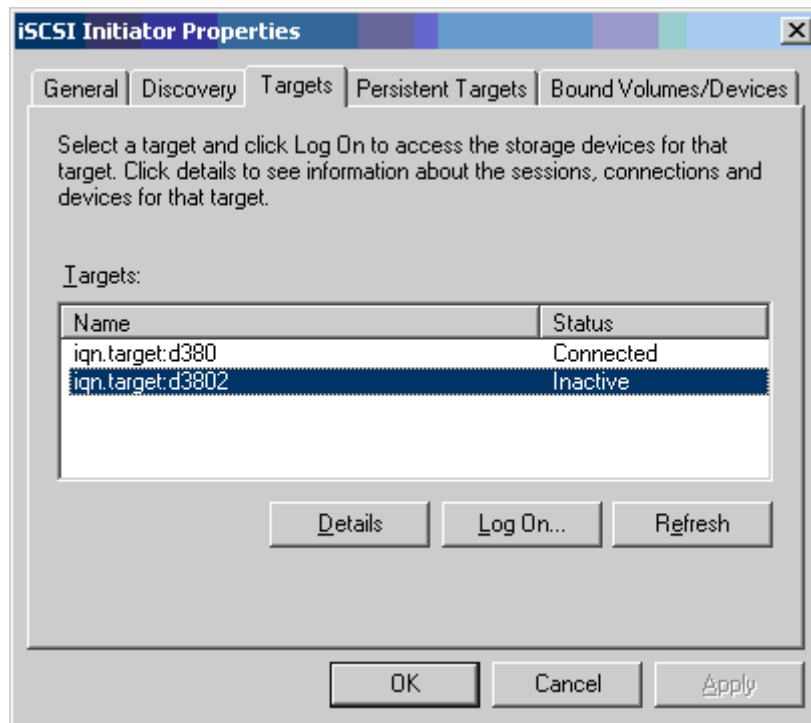 iSCSI Initiator Properties
General Discovery Targets Persistent Targets Bound Volumes/Devices
Select a target and click Log On to access the storage devices for that
target. Click details to see information about the sessions, connections and
devices for that target.
Targets:
Name Status
iqn.target:d380 Connected
iqn.target:d3802 Inactive
Details Log On... Refresh
OK Cancel Apply